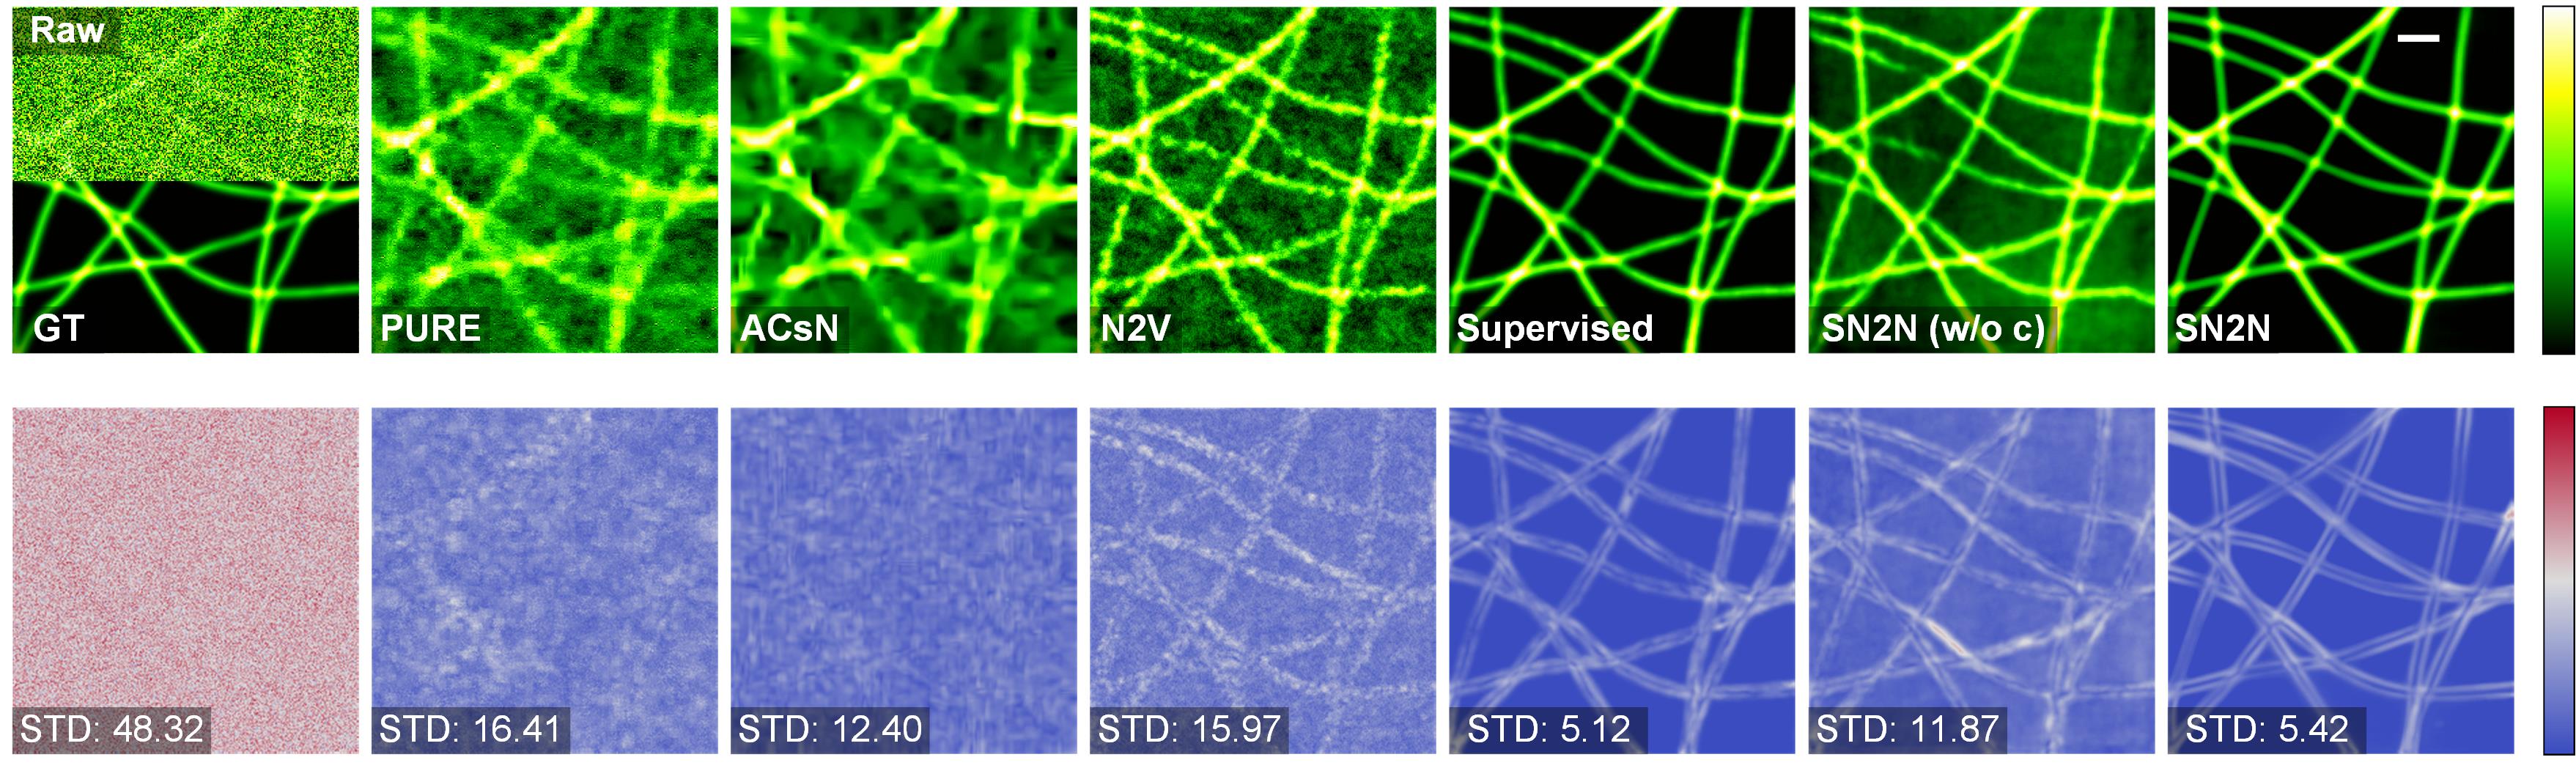 Raw
GT
PURE
ACsN
N2V
Supervised
SN2N (w/o c)
SN2N
STD: 48.32
STD: 16.41
STD: 12.40
STD: 15.97
STD: 5.12
STD: 11.87
STD: 5.42